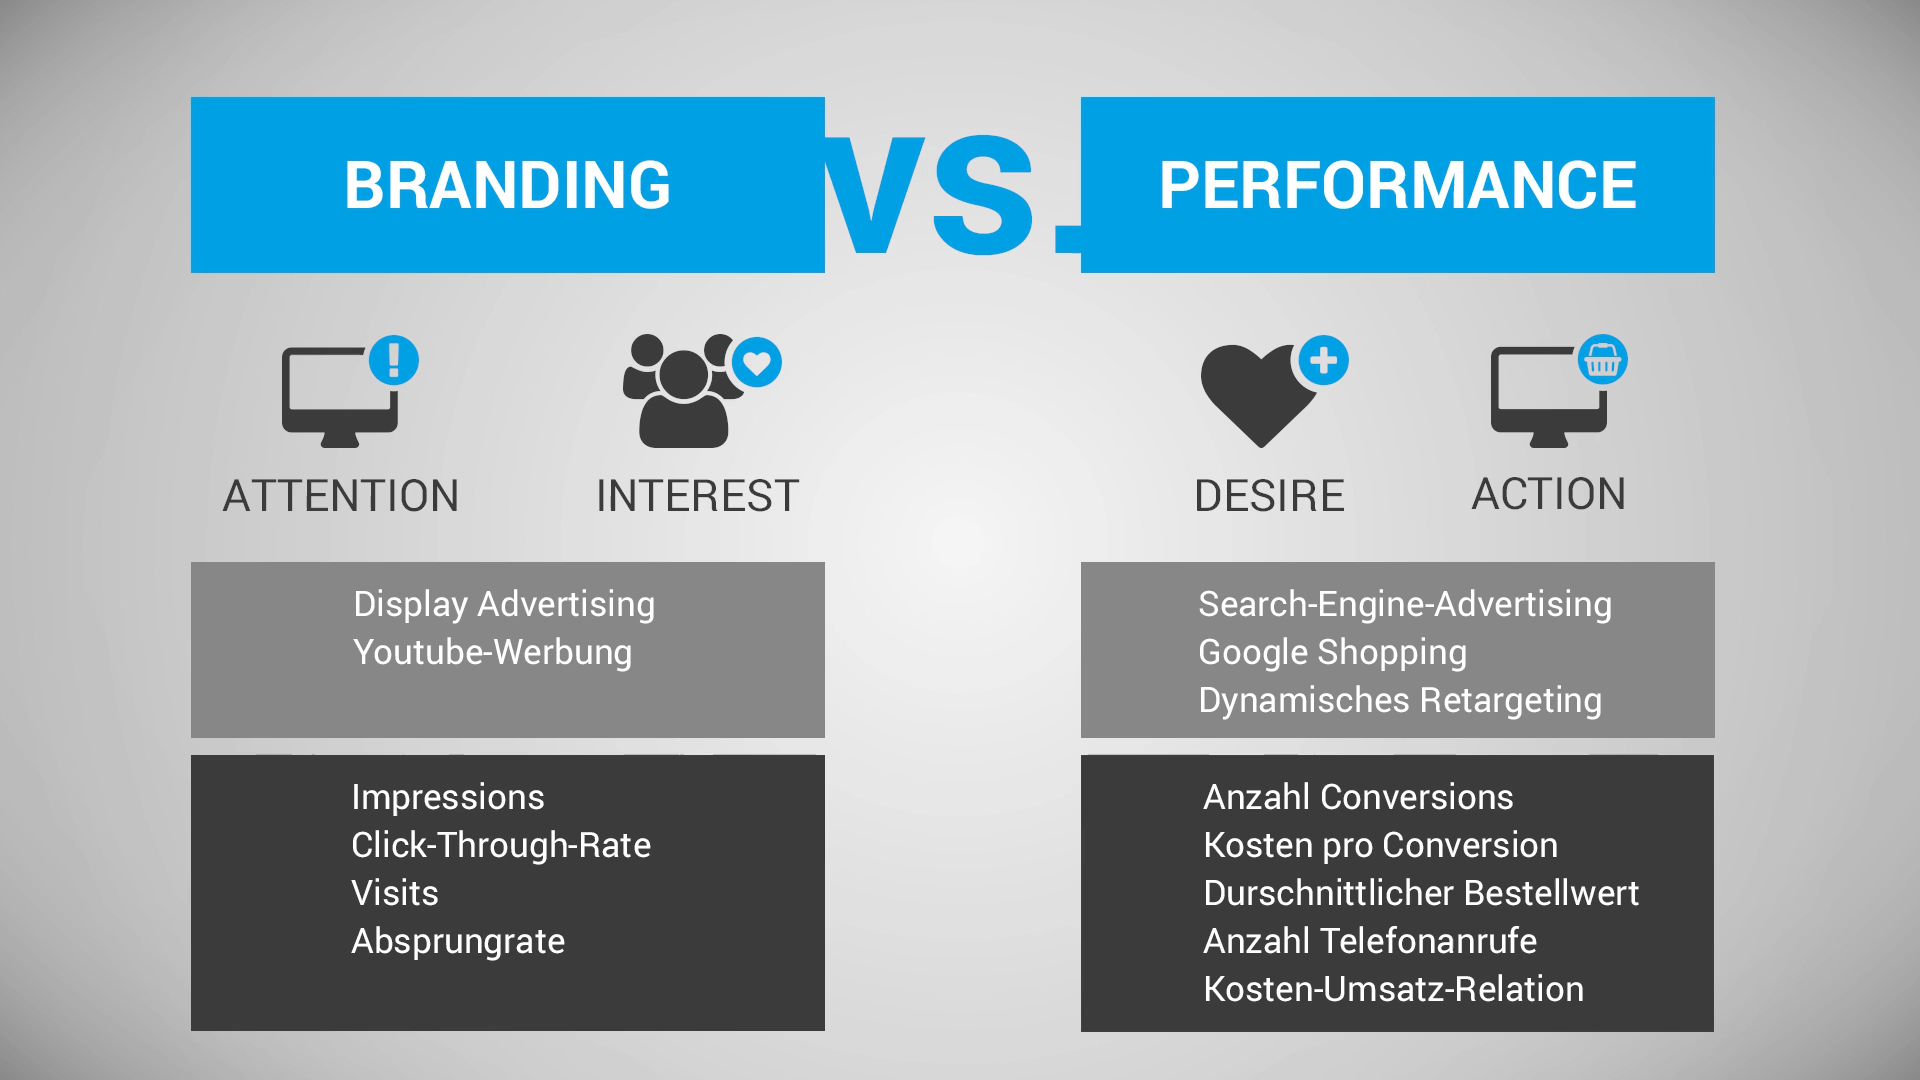 BRANDING
vs.
PERFORMANCE
ATTENTION
INTEREST
DESIRE
ACTION
Display Advertising
Youtube-Werbung
Search-Engine-Advertising
Google Shopping
Dynamisches Retargeting
Impressions
Click-Through-Rate
Visits
Absprungrate
Anzahl Conversions
Kosten pro Conversion
Durschnittlicher Bestellwert
Anzahl Telefonanrufe
Kosten-Umsatz-Relation